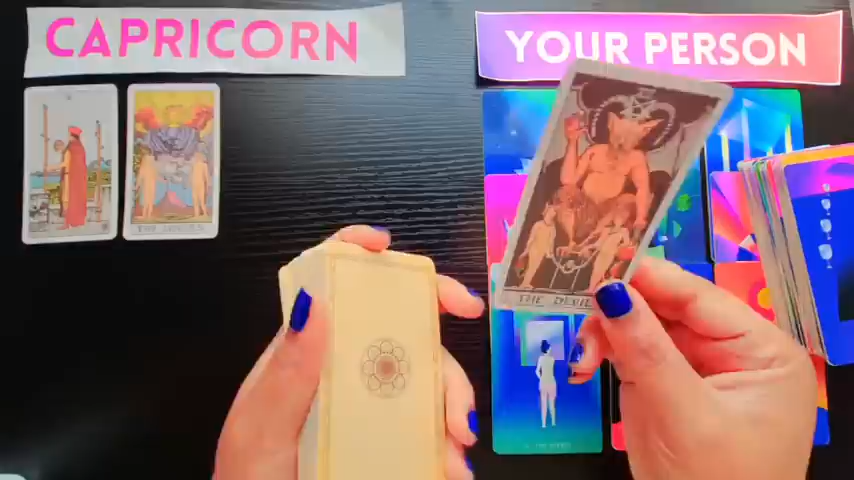 CAPRICORN
YOUR PERSON
THE LOVERS
THE DEVIL